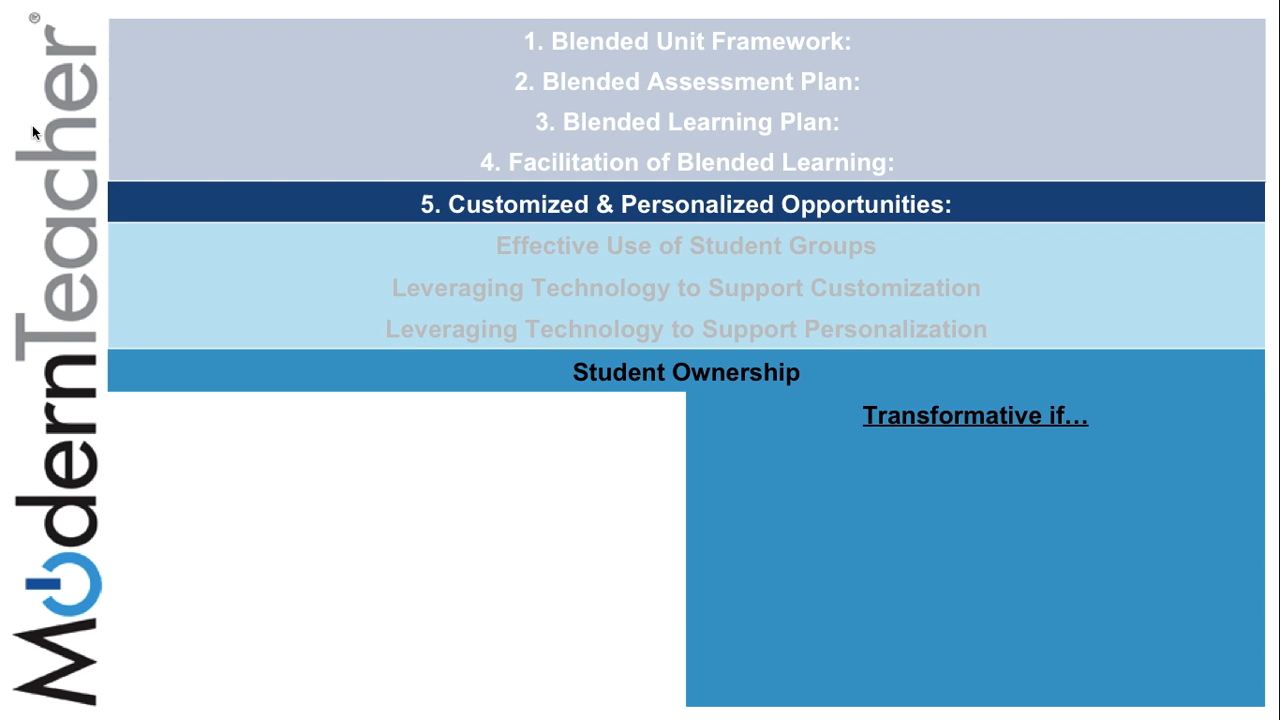 ModernTeacher®
1. Blended Unit Framework:
2. Blended Assessment Plan:
3. Blended Learning Plan:
4. Facilitation of Blended Learning:
5. Customized & Personalized Opportunities:
Effective Use of Student Groups
Leveraging Technology to Support Customization
Leveraging Technology to Support Personalization
Student Ownership
Transformative if...